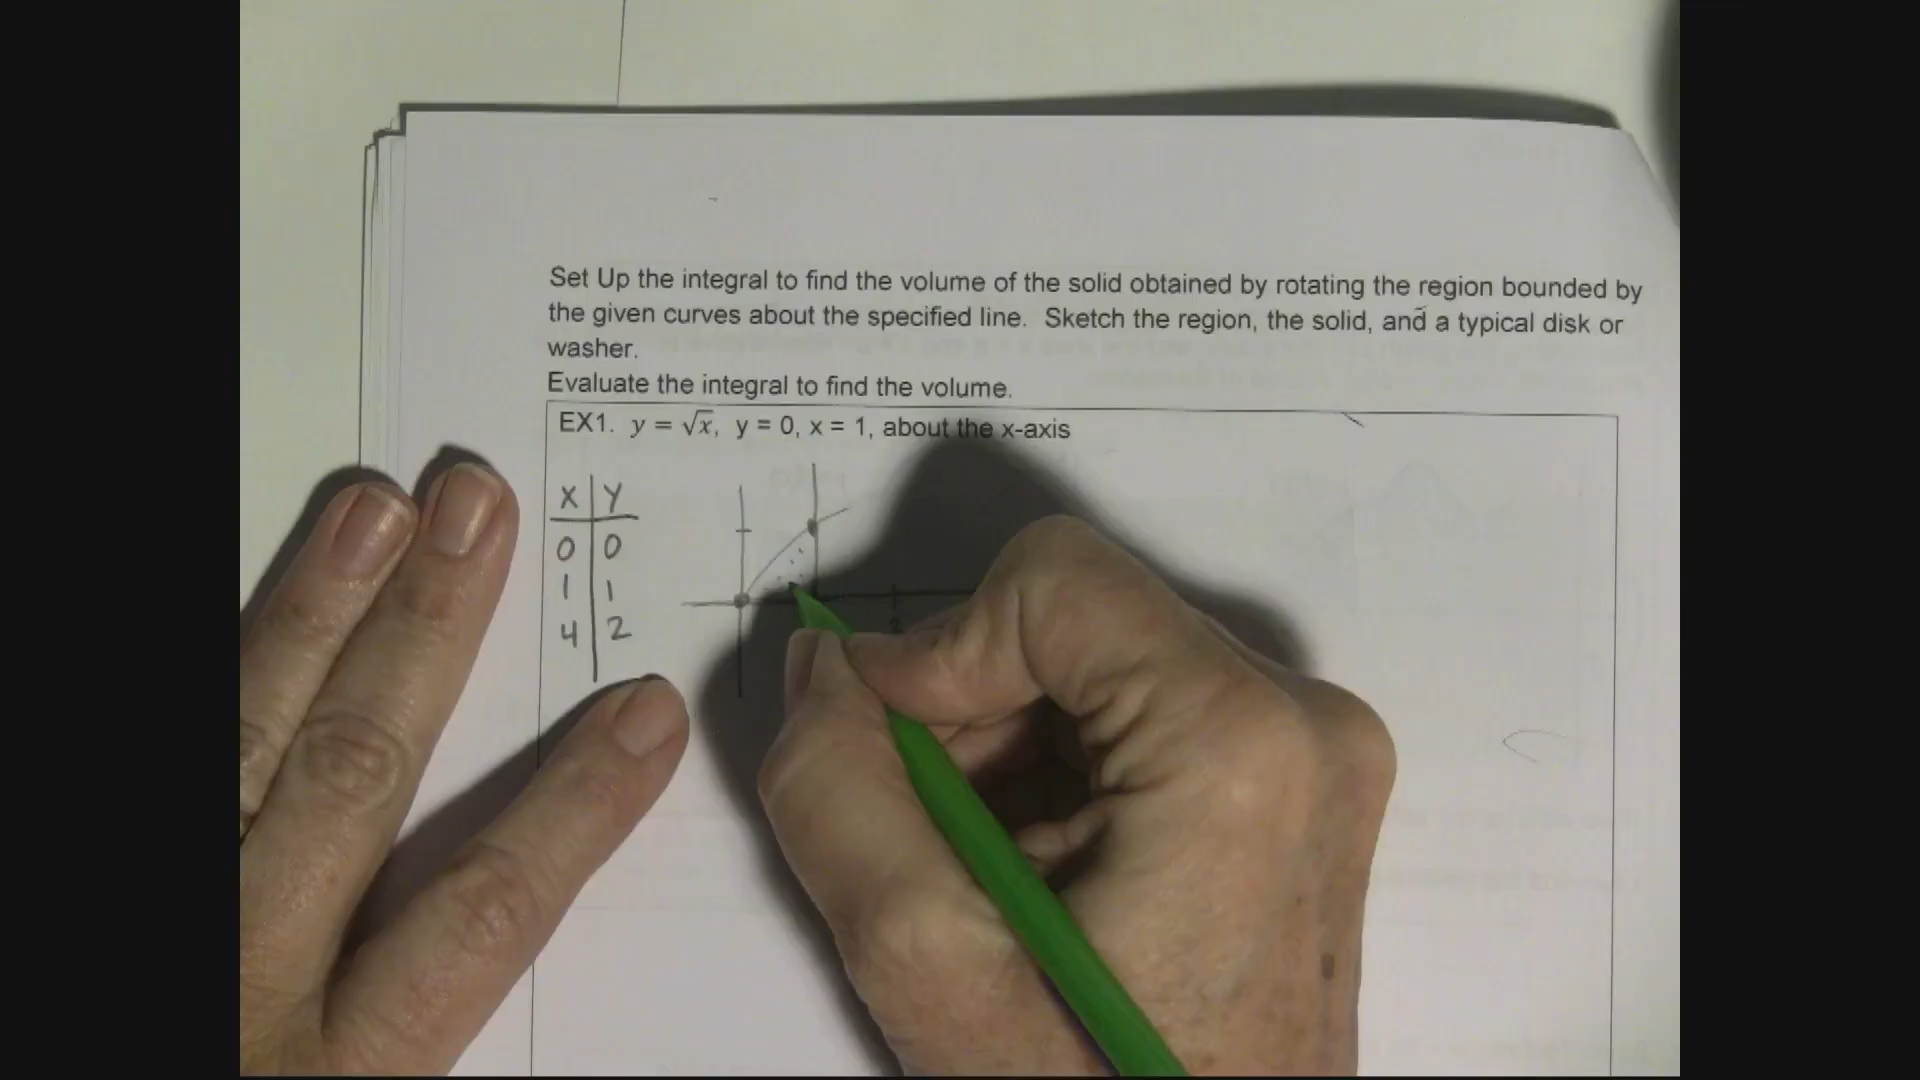 Set Up the integral to find the volume of the solid obtained by rotating the region bounded by
the given curves about the specified line. Sketch the region, the solid, and a typical disk or
washer.
Evaluate the integral to find the volume.
EX1. y = √x, y = 0, x = 1, about the x-axis
X Y
0 0
1 1
4 2
2